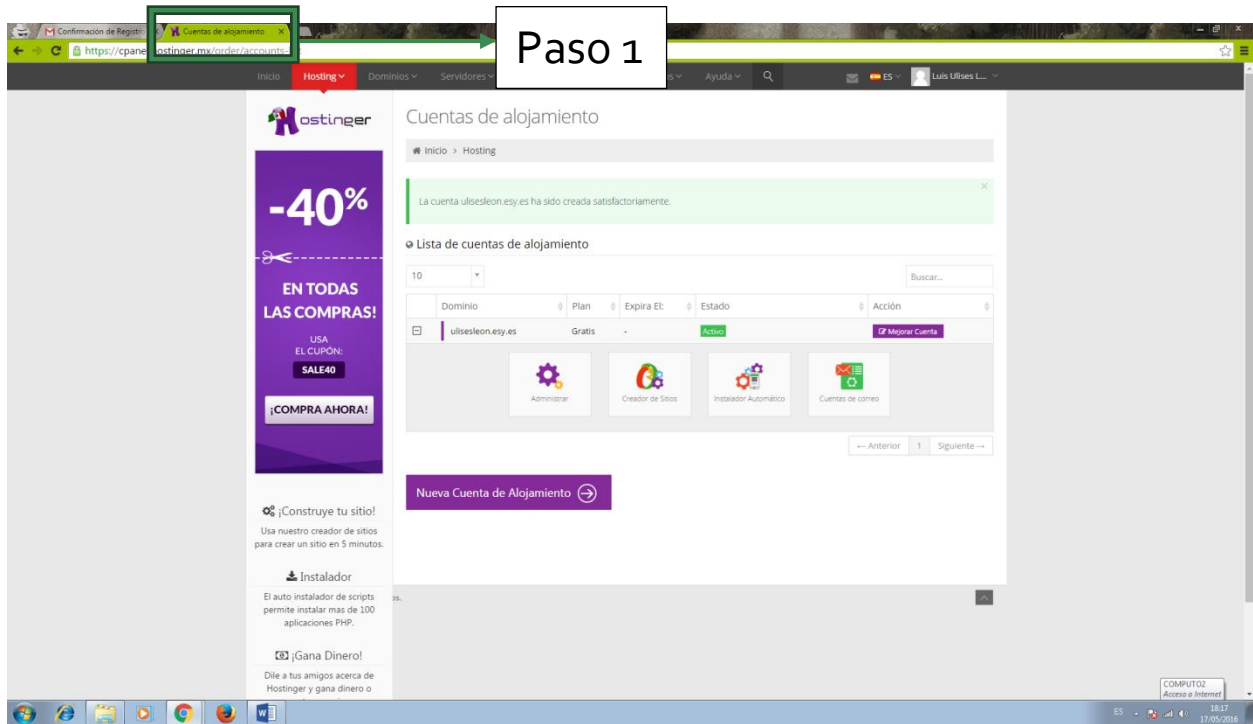 Confirmación de Registro
Cuentas de alojamiento
Paso 1
https://cpane
ostinger.mx/order/accounts-
Inicio Hosting Dominios Servidores Ayuda ES Luis Ulises L...
Hostinger
Cuentas de alojamiento
Inicio > Hosting
La cuenta ulisesleon.esy.es ha sido creada satisfactoriamente.
Lista de cuentas de alojamiento
10 Buscar...
Dominio Plan Expira El: Estado Acción
ulisesleon.esy.es Gratis - Activo Mejorar Cuenta
Administrar Creador de Sitios Instalador Automático Cuentas de correo
← Anterior 1 Siguiente →
Nueva Cuenta de Alojamiento
-40%
EN TODAS
LAS COMPRAS!
USA
EL CUPÓN:
SALE40
¡COMPRA AHORA!
¡Construye tu sitio!
Usa nuestro creador de sitios
para crear un sitio en 5 minutos.
Instalador
El auto instalador de scripts
permite instalar mas de 100
aplicaciones PHP.
os.
¡Gana Dinero!
Dile a tus amigos acerca de
Hostinger y gana dinero o
COMPUTO2
Acceso a Internet
ES 18:17
17/05/2016